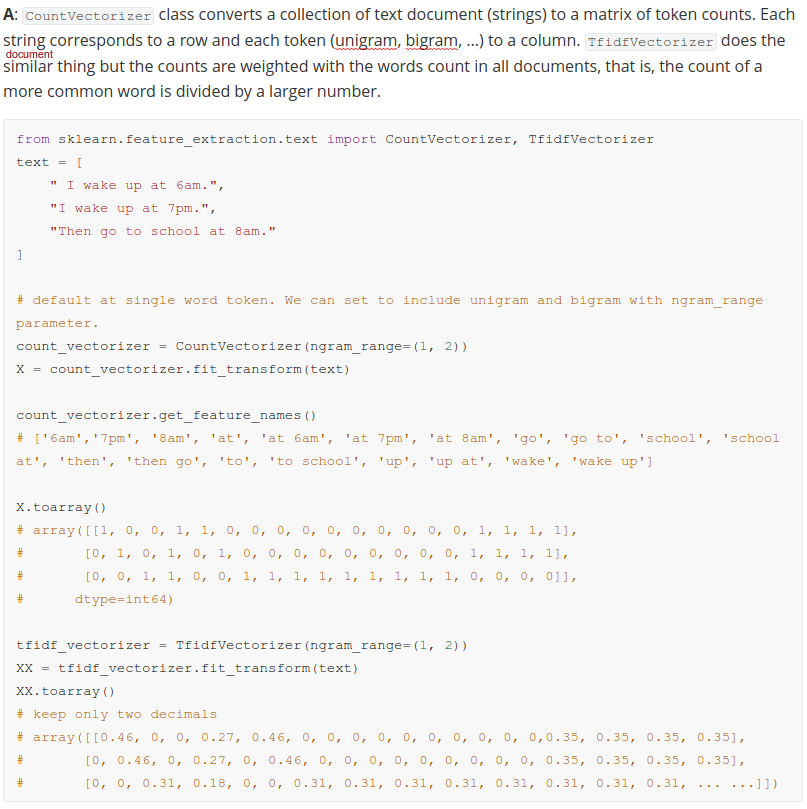 A: CountVectorizer class converts a collection of text document (strings) to a matrix of token counts. Each
string corresponds to a row and each token (unigram, bigram, ...) to a column. TfidfVectorizer does the
document
similar thing but the counts are weighted with the words count in all documents, that is, the count of a
more common word is divided by a larger number.
from sklearn.feature_extraction.text import CountVectorizer, TfidfVectorizer
text = [
    " I wake up at 6am.",
    "I wake up at 7pm.",
    "Then go to school at 8am."
]
# default at single word token. We can set to include unigram and bigram with ngram_range
parameter.
count_vectorizer = CountVectorizer(ngram_range=(1, 2))
X = count_vectorizer.fit_transform(text)
count_vectorizer.get_feature_names()
# ['6am','7pm', '8am', 'at', 'at 6am', 'at 7pm', 'at 8am', 'go', 'go to', 'school', 'school
at', 'then', 'then go', 'to', 'to school', 'up', 'up at', 'wake', 'wake up']
X.toarray()
# array([[1, 0, 0, 1, 1, 0, 0, 0, 0, 0, 0, 0, 0, 0, 0, 1, 1, 1, 1],
#       [0, 1, 0, 1, 0, 1, 0, 0, 0, 0, 0, 0, 0, 0, 0, 1, 1, 1, 1],
#       [0, 0, 1, 1, 0, 0, 1, 1, 1, 1, 1, 1, 1, 1, 1, 0, 0, 0, 0]],
#      dtype=int64)
tfidf_vectorizer = TfidfVectorizer(ngram_range=(1, 2))
XX = tfidf_vectorizer.fit_transform(text)
XX.toarray()
# keep only two decimals
# array([[0.46, 0, 0, 0.27, 0.46, 0, 0, 0, 0, 0, 0, 0, 0, 0, 0,0.35, 0.35, 0.35, 0.35],
#       [0, 0.46, 0, 0.27, 0, 0.46, 0, 0, 0, 0, 0, 0, 0, 0, 0, 0.35, 0.35, 0.35, 0.35],
#       [0, 0, 0.31, 0.18, 0, 0, 0.31, 0.31, 0.31, 0.31, 0.31, 0.31, 0.31, 0.31, ... ...]])